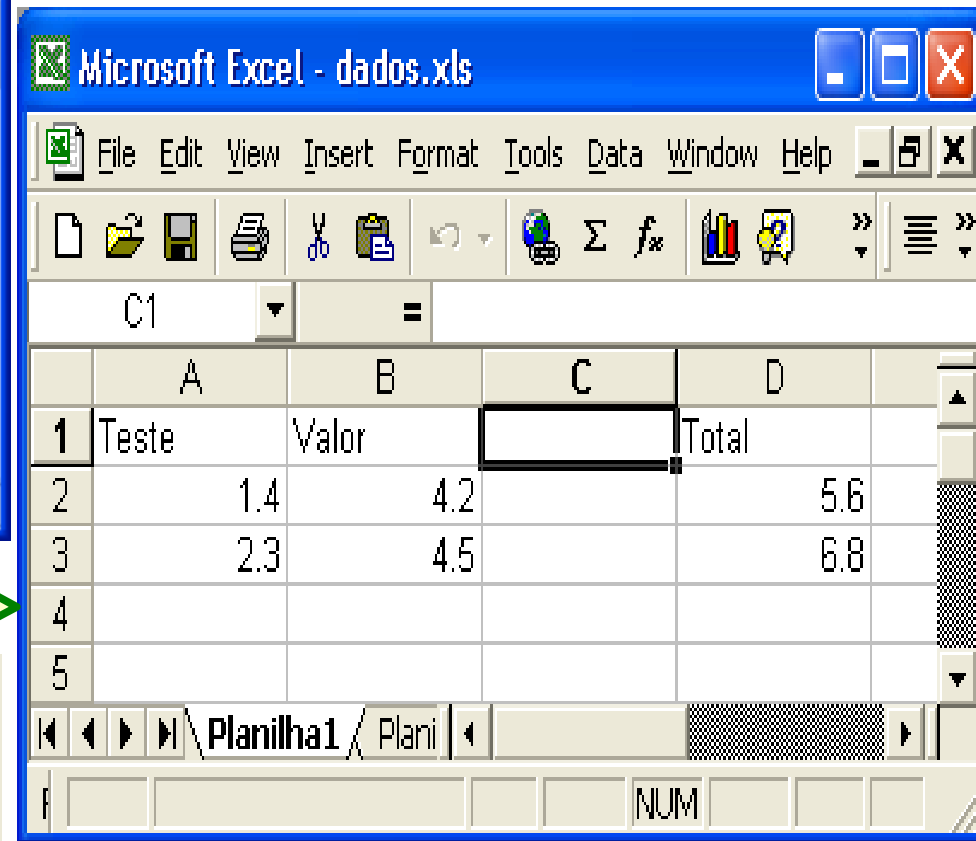 Microsoft Excel - dados.xls
File Edit View Insert Format Tools Data Window Help
Σ fx » »
C1 =
A B C D
1 Teste Valor Total
2 1.4 4.2 5.6
3 2.3 4.5 6.8
> 4
5
Planilha1 Plani
NUM